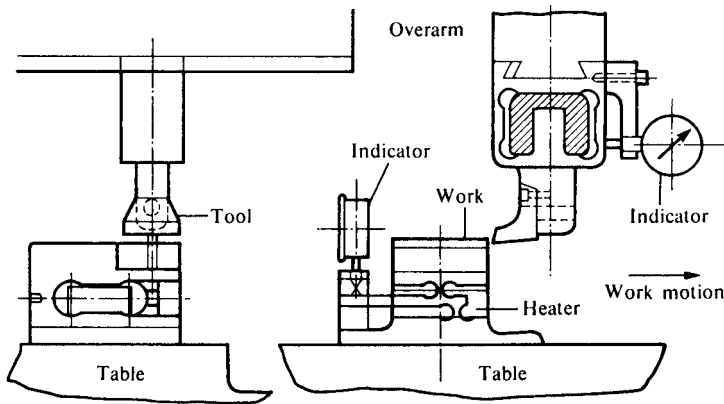 Overarm
Indicator
Tool
Work
Indicator
Heater
Work motion
Table
Table